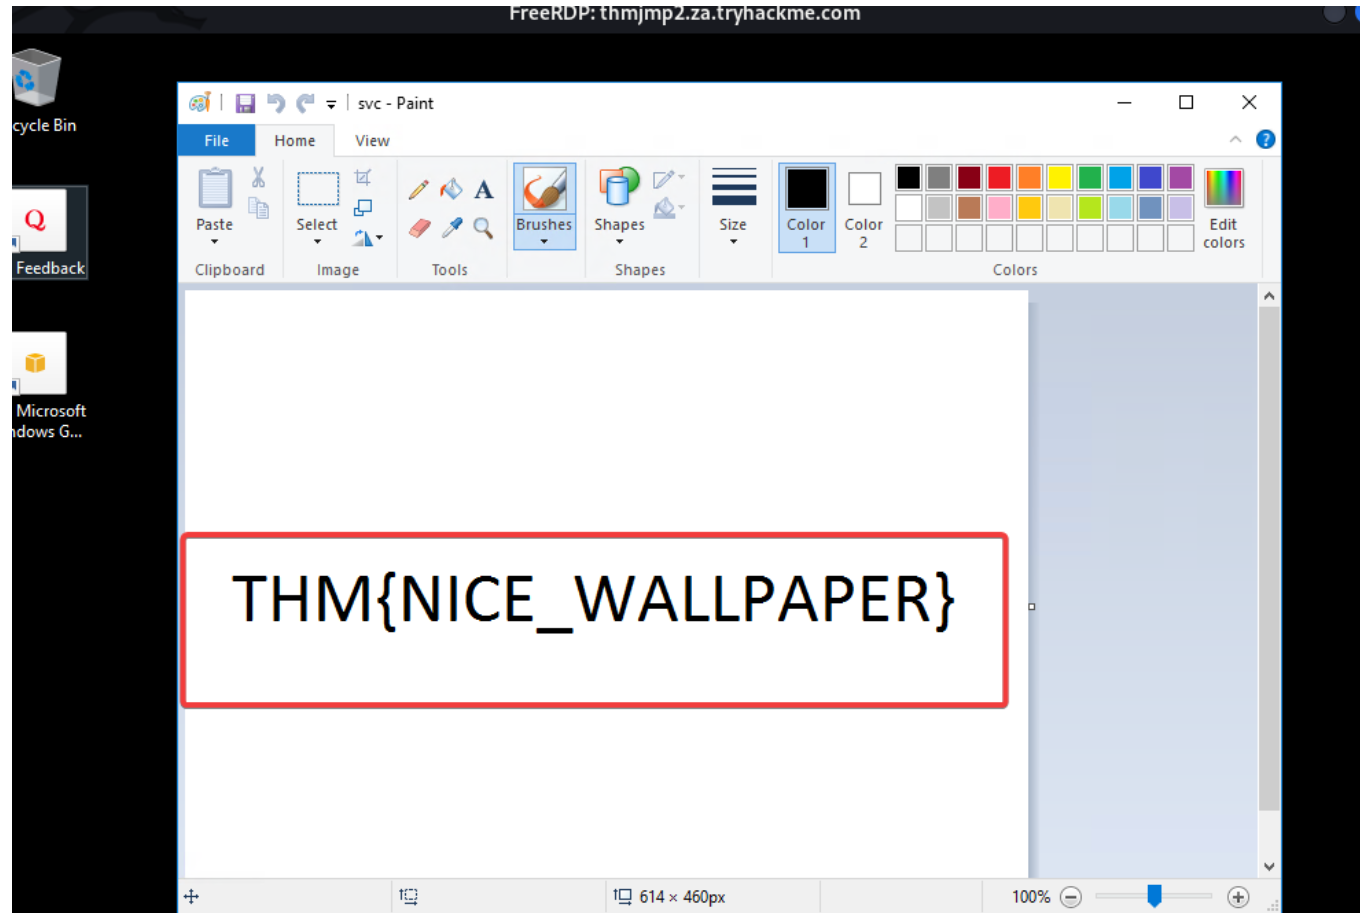 FreeRDP: thmjmp2.za.tryhackme.com
cycle Bin
Feedback
Microsoft
ndows G...
svc - Paint
File Home View
Paste
Select
Brushes
Shapes
Size
Color 1
Color 2
Edit colors
Clipboard
Image
Tools
Shapes
Colors
THM{NICE_WALLPAPER}
614 × 460px
100%